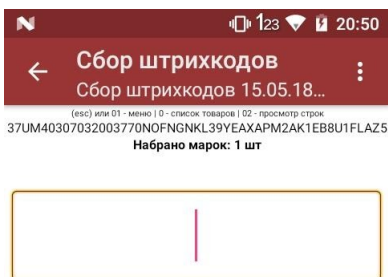 123 20:50
Сбор штрихкодов
Сбор штрихкодов 15.05.18...
(esc) или 01 - меню | 0 - список товаров | 02 - просмотр строк
37UM40307032003770NOFNGNKL39YEAXAPM2AK1EB8U1FLAZ5
Набрано марок: 1 шт